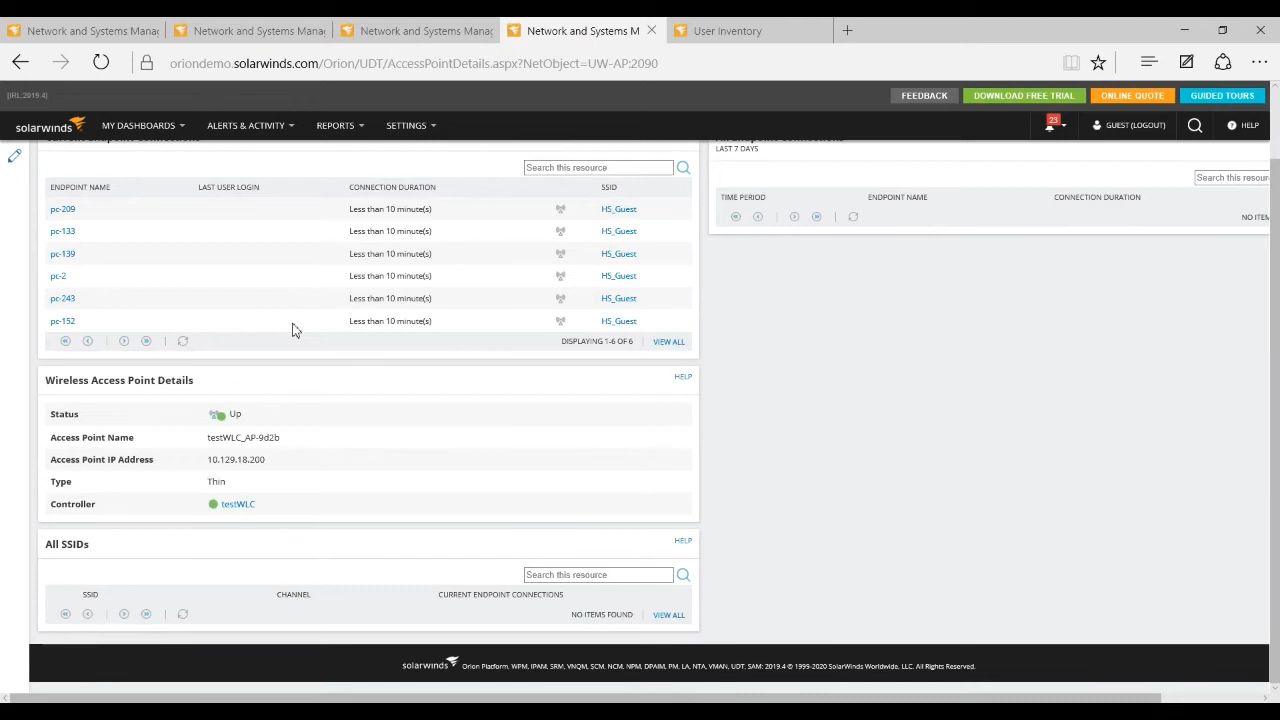 Network and Systems Manag
Network and Systems Manag
Network and Systems Manag
Network and Systems M
User Inventory
oriondemo.solarwinds.com/Orion/UDT/AccessPointDetails.aspx?NetObject=UW-AP:2090
[IRL:2019.4]
FEEDBACK
DOWNLOAD FREE TRIAL
ONLINE QUOTE
GUIDED TOURS
solarwinds
MY DASHBOARDS
ALERTS & ACTIVITY
REPORTS
SETTINGS
23
GUEST (LOGOUT)
HELP
Search this resource
ENDPOINT NAME LAST USER LOGIN CONNECTION DURATION SSID
pc-209 Less than 10 minute(s) HS_Guest
pc-133 Less than 10 minute(s) HS_Guest
pc-139 Less than 10 minute(s) HS_Guest
pc-2 Less than 10 minute(s) HS_Guest
pc-243 Less than 10 minute(s) HS_Guest
pc-152 Less than 10 minute(s) HS_Guest
DISPLAYING 1-6 OF 6 VIEW ALL
LAST 7 DAYS
Search this resour
TIME PERIOD ENDPOINT NAME CONNECTION DURATION
NO ITEM
Wireless Access Point Details HELP
Status Up
Access Point Name testWLC_AP-9d2b
Access Point IP Address 10.129.18.200
Type Thin
Controller testWLC
All SSIDs HELP
Search this resource
SSID CHANNEL CURRENT ENDPOINT CONNECTIONS
NO ITEMS FOUND VIEW ALL
solarwinds Orion Platform, WPM, IPAM, SRM, VNQM, SCM, NCM, NPM, DPAIM, PM, LA, NTA, VMAN, UDT, SAM: 2019.4 © 1999-2020 SolarWinds Worldwide, LLC. All Rights Reserved.